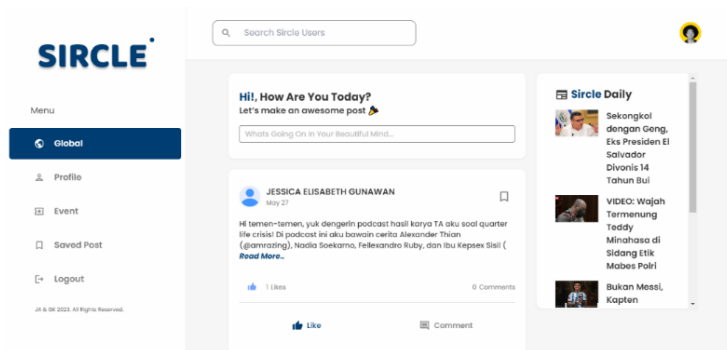 SIRCLE
Menu
Global
Profile
Event
Saved Post
Logout
JA & GK 2023. All Rights Reserved.
Search Sircle Users
Hi!, How Are You Today?
Let's make an awesome post
Whats Going On In Your Beautiful Mind...
JESSICA ELISABETH GUNAWAN
May 27
Hi temen-temen, yuk dengerin podcast hasil karya TA aku soal quarter
life crisis! Di podcast ini aku bawain cerita Alexander Thian
(@amrazing), Nadia Soekarno, Fellexandro Ruby, dan Ibu Kepsex Sisil (
Read More..
1 Likes
0 Comments
Like
Comment
Sircle Daily
Sekongkol
dengan Geng,
Eks Presiden El
Salvador
Divonis 14
Tahun Bui
VIDEO: Wajah
Termenung
Teddy
Minahasa di
Sidang Etik
Mabes Polri
Bukan Messi,
Kapten